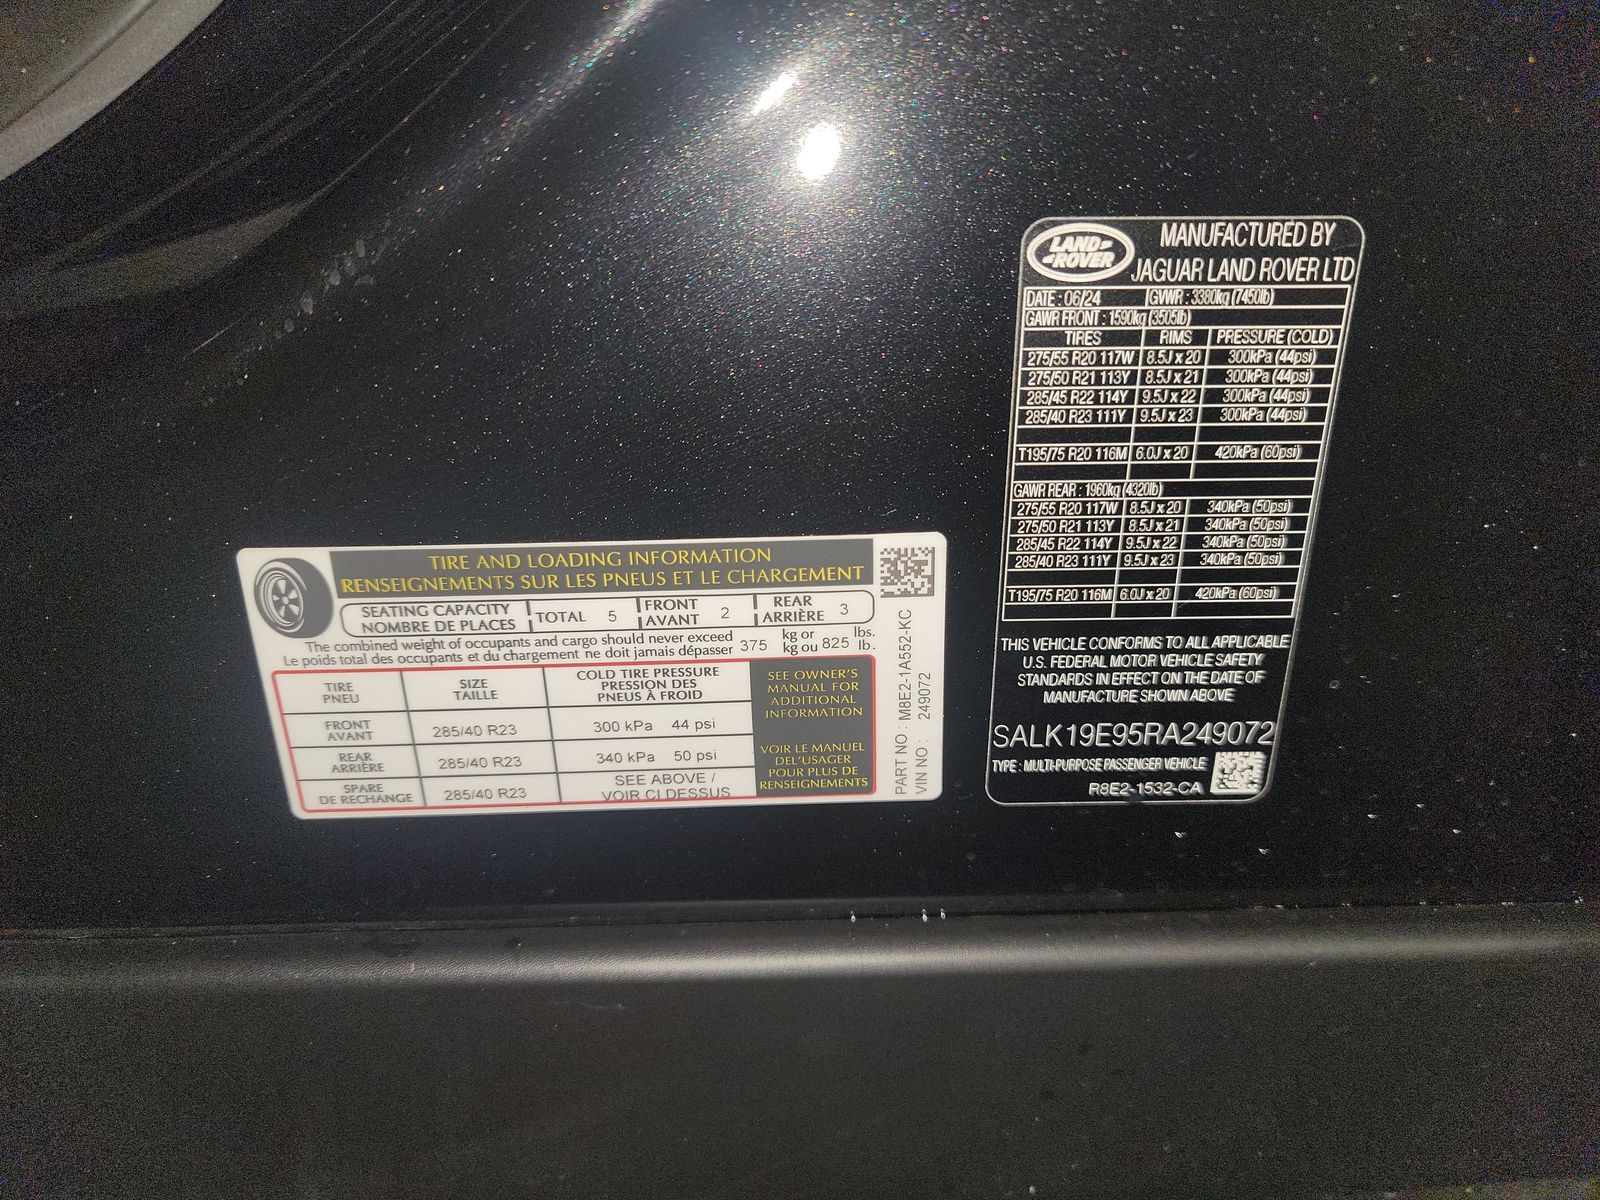 TIRE AND LOADING INFORMATION
RENSEIGNEMENTS SUR LES PNEUS ET LE CHARGEMENT
SEATING CAPACITY
NOMBRE DE PLACES
TOTAL 5
FRONT
AVANT 2
REAR
ARRIÈRE 3
The combined weight of occupants and cargo should never exceed
Le poids total des occupants et du chargement ne doit jamais dépasser
375 kg or 825 lbs.
kg ou lb.
TIRE
PNEU
SIZE
TAILLE
COLD TIRE PRESSURE
PRESSION DES
PNEUS À FROID
FRONT
AVANT
285/40 R23
300 kPa 44 psi
REAR
ARRIÈRE
285/40 R23
340 kPa 50 psi
SPARE
DE RECHANGE
285/40 R23
SEE ABOVE /
VOIR CI DESSUS
SEE OWNER'S
MANUAL FOR
ADDITIONAL
INFORMATION
VOIR LE MANUEL
DEL'USAGER
POUR PLUS DE
RENSEIGNEMENTS
PART NO : M8E2-1A552-KC
VIN NO : 249072
LAND
ROVER
MANUFACTURED BY
JAGUAR LAND ROVER LTD
DATE : 06/24 GVWR : 3380kg (7450lb)
GAWR FRONT : 1590kg (3505lb)
TIRES RIMS PRESSURE (COLD)
275/55 R20 117W 8.5J x 20 300kPa (44psi)
275/50 R21 113Y 8.5J x 21 300kPa (44psi)
285/45 R22 114Y 9.5J x 22 300kPa (44psi)
285/40 R23 111Y 9.5J x 23 300kPa (44psi)
T195/75 R20 116M 6.0J x 20 420kPa (60psi)
GAWR REAR : 1960kg (4320lb)
275/55 R20 117W 8.5J x 20 340kPa (50psi)
275/50 R21 113Y 8.5J x 21 340kPa (50psi)
285/45 R22 114Y 9.5J x 22 340kPa (50psi)
285/40 R23 111Y 9.5J x 23 340kPa (50psi)
T195/75 R20 116M 6.0J x 20 420kPa (60psi)
THIS VEHICLE CONFORMS TO ALL APPLICABLE
U.S. FEDERAL MOTOR VEHICLE SAFETY
STANDARDS IN EFFECT ON THE DATE OF
MANUFACTURE SHOWN ABOVE
SALK19E95RA249072
TYPE : MULTI-PURPOSE PASSENGER VEHICLE
R8E2-1532-CA